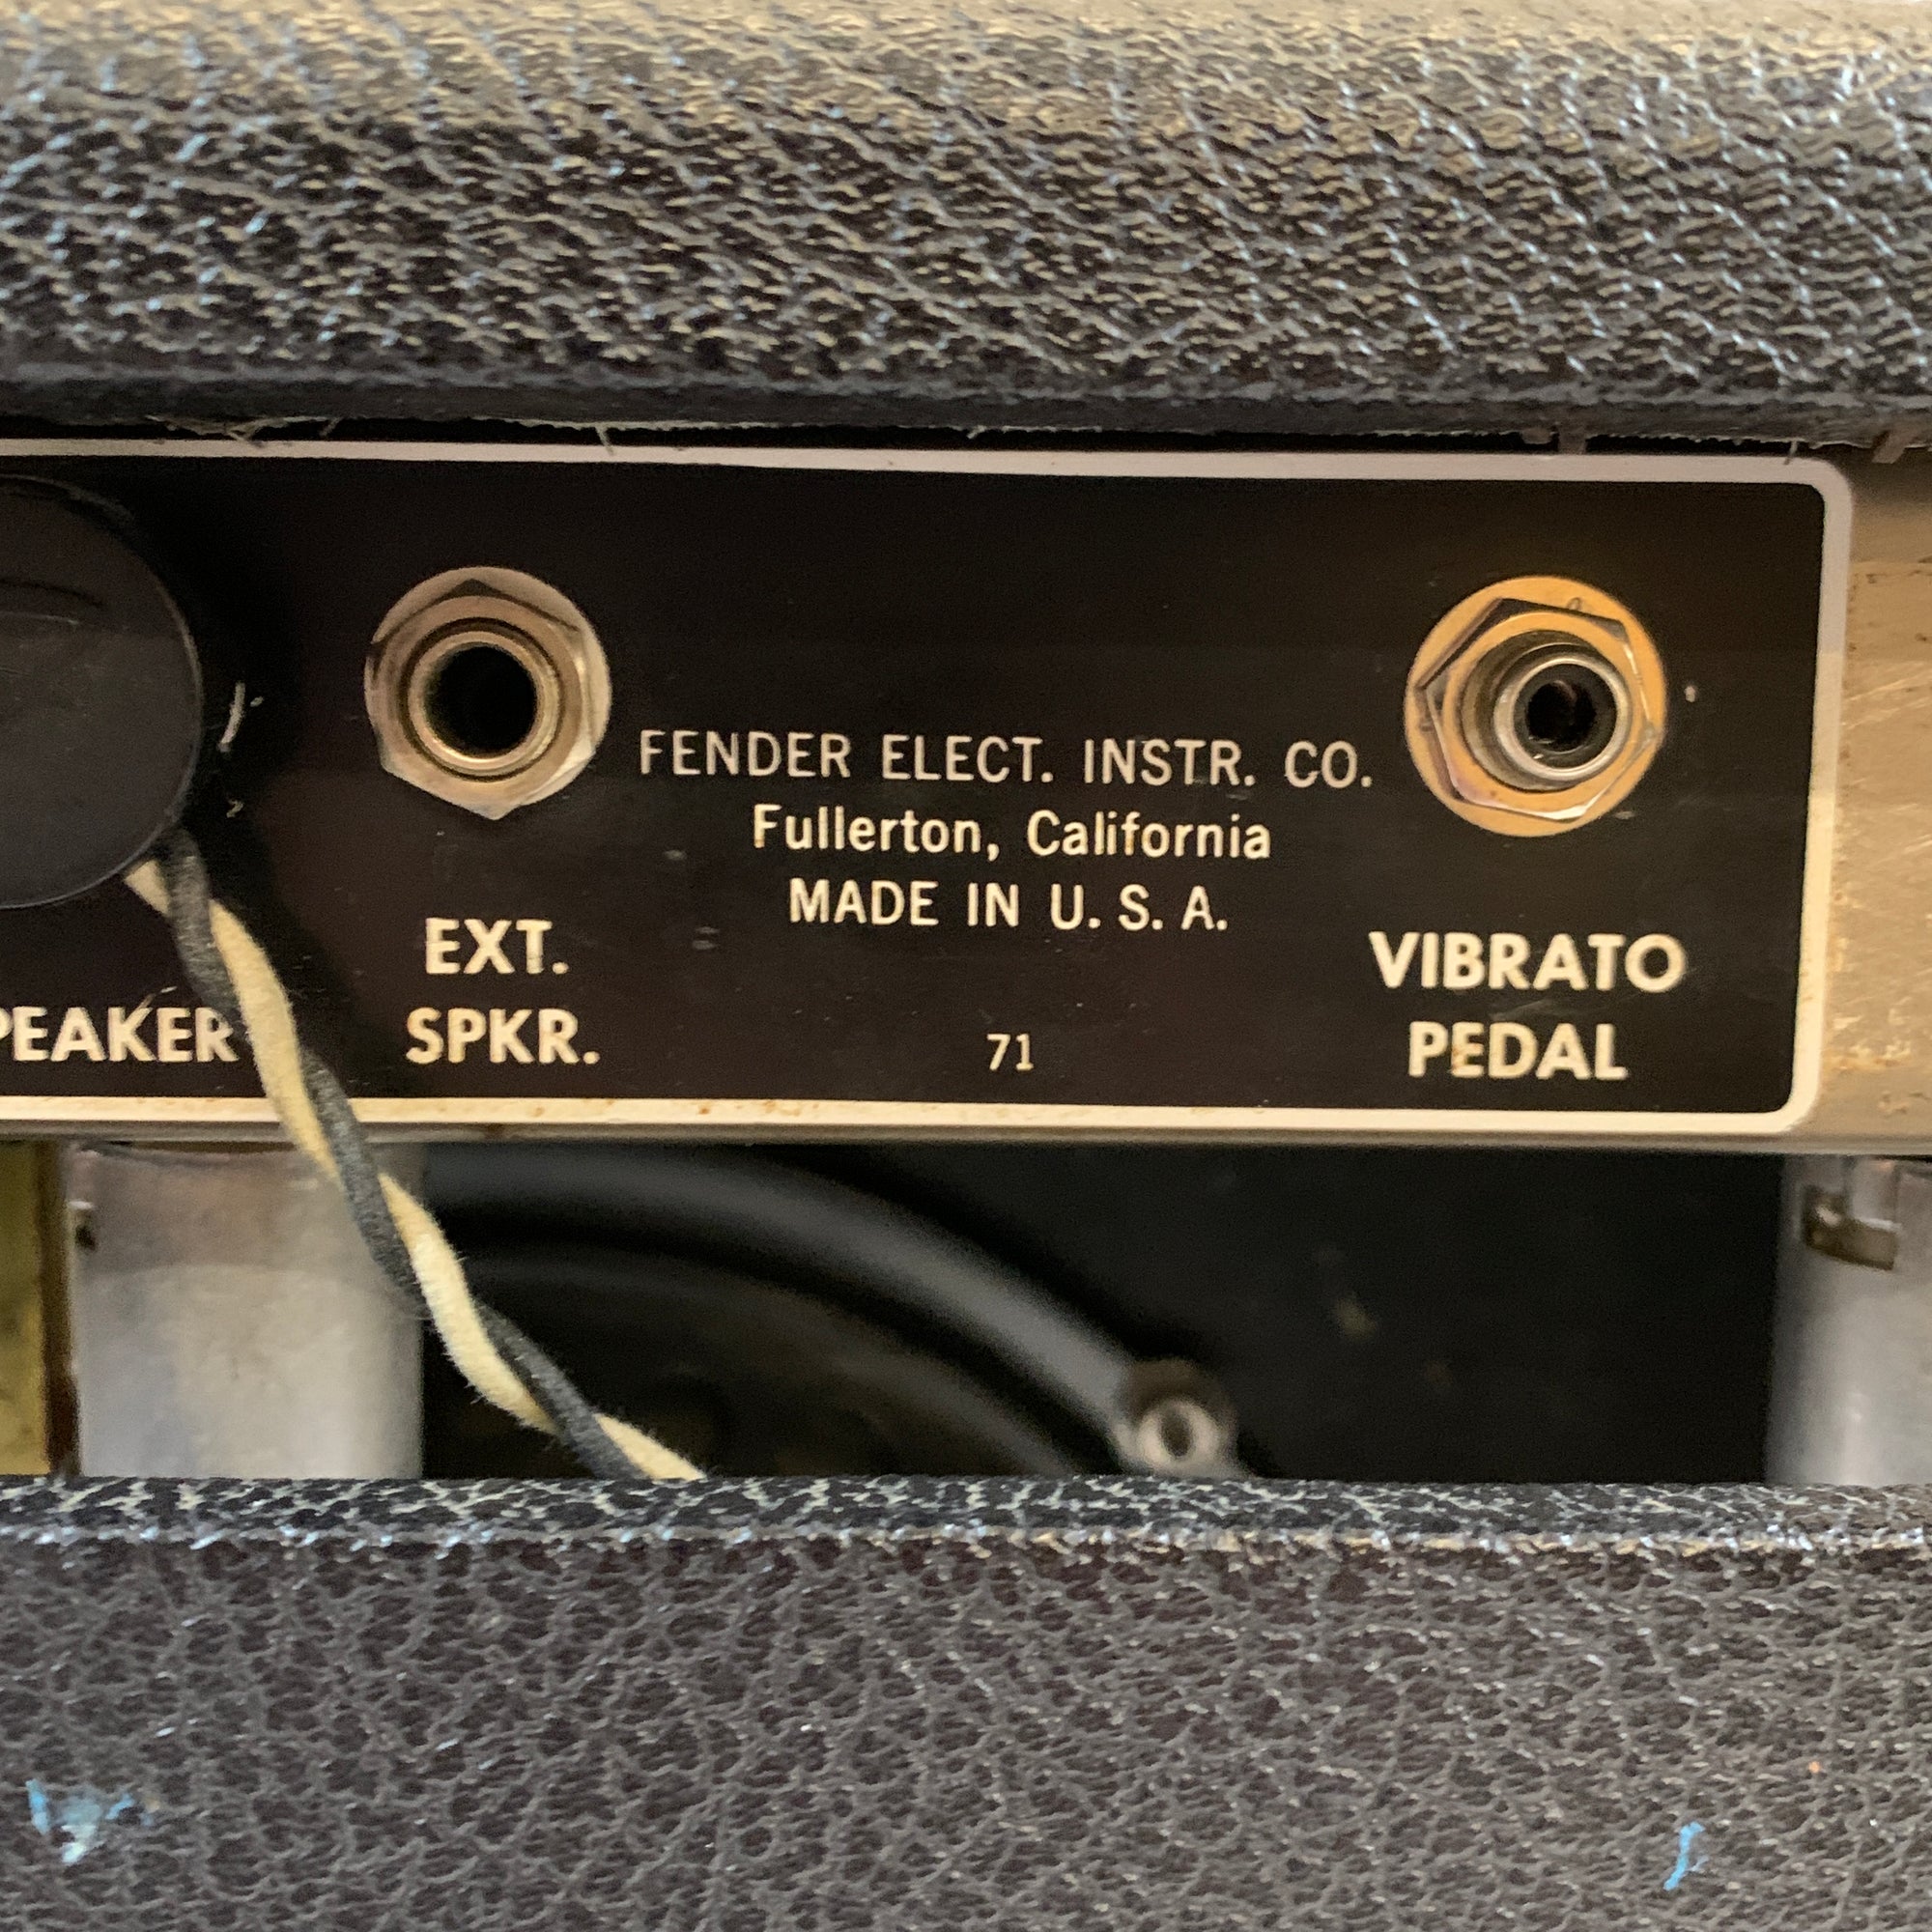 FENDER ELECT. INSTR. CO.
Fullerton, California
MADE IN U. S. A.
EXT.
SPKR.
PEAKER
71
VIBRATO
PEDAL